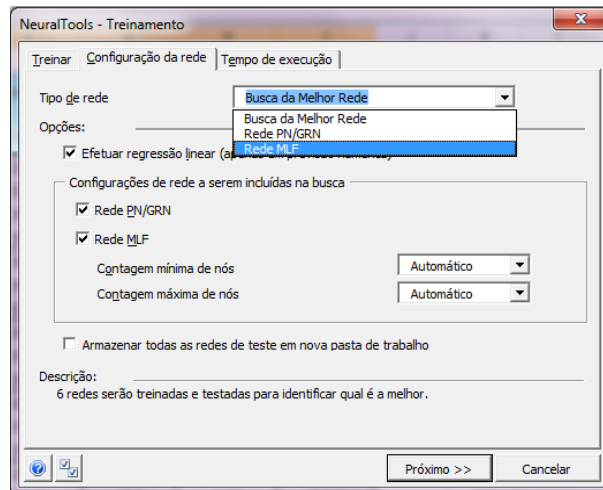 NeuralTools - Treinamento
Treinar Configuração da rede Tempo de execução
Tipo de rede Busca da Melhor Rede
Busca da Melhor Rede
Opções: Rede PN/GRN
Rede MLF
Efetuar regressão linear
Configurações de rede a serem incluídas na busca
Rede PN/GRN
Rede MLF
Contagem mínima de nós Automático
Contagem máxima de nós Automático
Armazenar todas as redes de teste em nova pasta de trabalho
Descrição:
6 redes serão treinadas e testadas para identificar qual é a melhor.
Próximo >> Cancelar